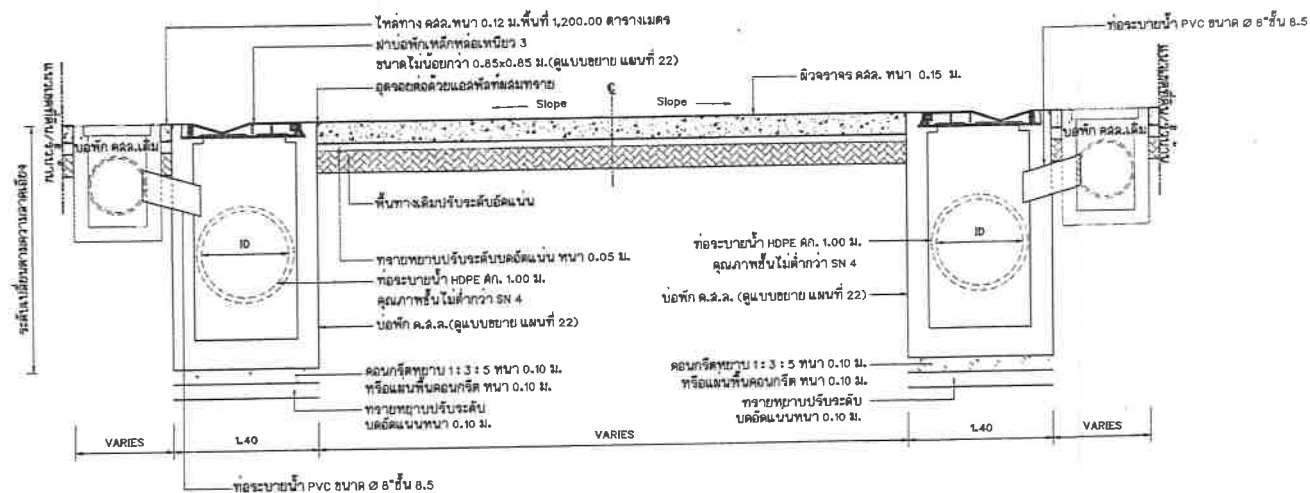 ไหล่ทาง คสล.หนา 0.12 ม.พื้นที่ 1,200.00 ตารางเมตร
ฝาบ่อพักเหล็กหล่อเหนียว 3
ขนาดไม่น้อยกว่า 0.85x0.85 ม.(ดูแบบขยาย แผ่นที่ 22)
อุดรอยต่อด้วยแอสฟัลท์ผสมทราย
ท่อระบายน้ำ PVC ขนาด Ø 8"ชั้น 8.5
ผิวจราจร คสล. หนา 0.15 ม.
Slope
Slope
บ่อพัก คสล.เดิม
บ่อพัก คสล.เดิม
ระดับเปลี่ยนตามความลาดเอียง
พื้นทางเดิมปรับระดับอัดแน่น
ID
ID
ทรายหยาบปรับระดับบดอัดแน่น หนา 0.05 ม.
ท่อระบายน้ำ HDPE ศก. 1.00 ม.
คุณภาพชั้นไม่ต่ำกว่า SN 4
บ่อพัก ค.ส.ล.(ดูแบบขยาย แผ่นที่ 22)
ท่อระบายน้ำ HDPE ศก. 1.00 ม.
คุณภาพชั้นไม่ต่ำกว่า SN 4
บ่อพัก ค.ส.ล. (ดูแบบขยาย แผ่นที่ 22)
คอนกรีตหยาบ 1: 3 : 5 หนา 0.10 ม.
หรือแผ่นพื้นคอนกรีต หนา 0.10 ม.
ทรายหยาบปรับระดับ
บดอัดแน่นหนา 0.10 ม.
คอนกรีตหยาบ 1 : 3 : 5 หนา 0.10 ม.
หรือแผ่นพื้นคอนกรีต หนา 0.10 ม.
ทรายหยาบปรับระดับ
บดอัดแน่นหนา 0.10 ม.
VARIES
1.40
VARIES
1.40
VARIES
ท่อระบายน้ำ PVC ขนาด Ø 8"ชั้น 8.5